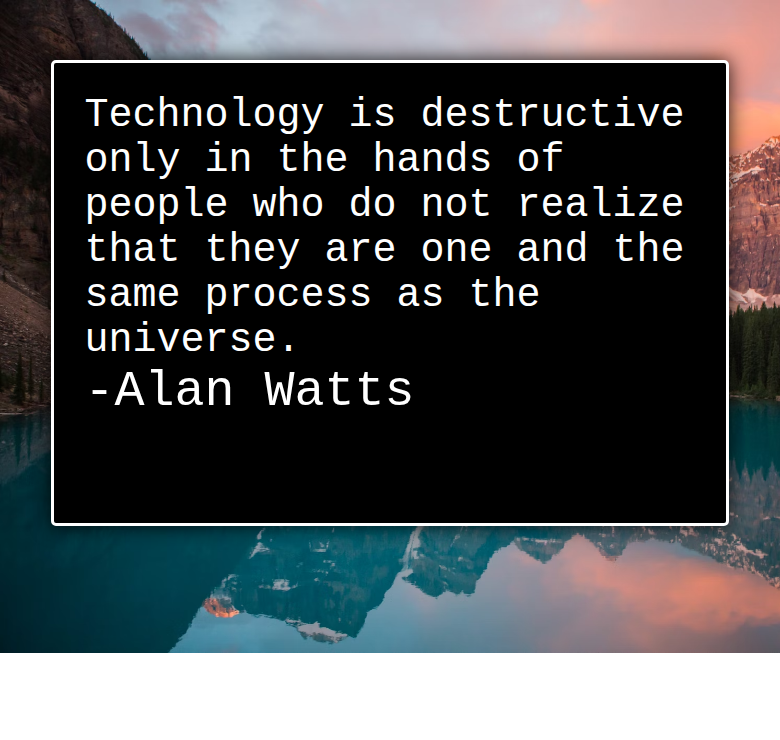 Technology is destructive
only in the hands of
people who do not realize
that they are one and the
same process as the
universe.
-Alan Watts